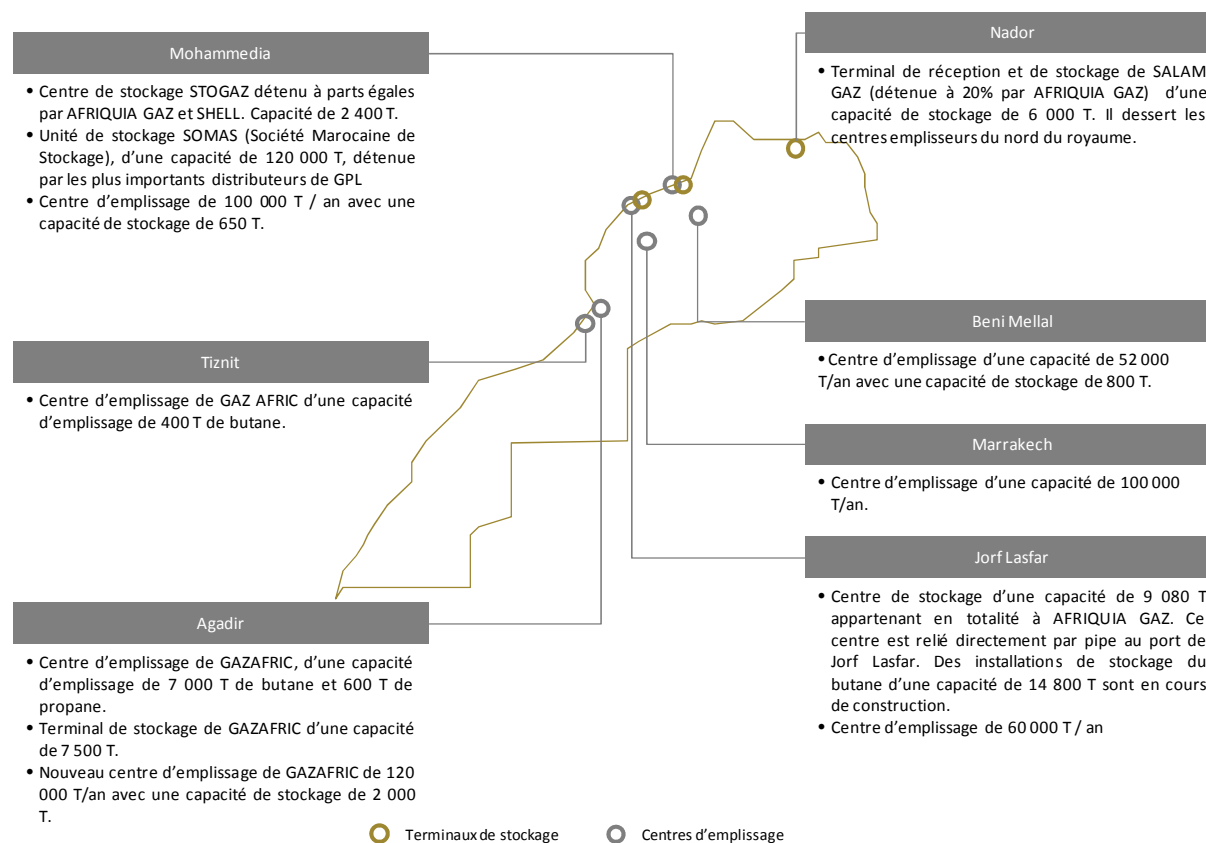 Mohammedia
• Centre de stockage STOGAZ détenu à parts égales
par AFRIQUIA GAZ et SHELL. Capacité de 2 400 T.
• Unité de stockage SOMAS (Société Marocaine de
Stockage), d’une capacité de 120 000 T, détenue
par les plus importants distributeurs de GPL
• Centre d’emplissage de 100 000 T / an avec une
capacité de stockage de 650 T.
Tiznit
• Centre d’emplissage de GAZ AFRIC d’une capacité
d’emplissage de 400 T de butane.
Agadir
• Centre d’emplissage de GAZAFRIC, d’une capacité
d’emplissage de 7 000 T de butane et 600 T de
propane.
• Terminal de stockage de GAZAFRIC d’une capacité
de 7 500 T.
• Nouveau centre d’emplissage de GAZAFRIC de 120
000 T/an avec une capacité de stockage de 2 000
T.
Nador
• Terminal de réception et de stockage de SALAM
GAZ (détenue à 20% par AFRIQUIA GAZ) d’une
capacité de stockage de 6 000 T. Il dessert les
centres emplisseurs du nord du royaume.
Beni Mellal
• Centre d’emplissage d’une capacité de 52 000
T/an avec une capacité de stockage de 800 T.
Marrakech
• Centre d’emplissage d’une capacité de 100 000
T/an.
Jorf Lasfar
• Centre de stockage d’une capacité de 9 080 T
appartenant en totalité à AFRIQUIA GAZ. Ce
centre est relié directement par pipe au port de
Jorf Lasfar. Des installations de stockage du
butane d’une capacité de 14 800 T sont en cours
de construction.
• Centre d’emplissage de 60 000 T / an
Terminaux de stockage
Centres d’emplissage